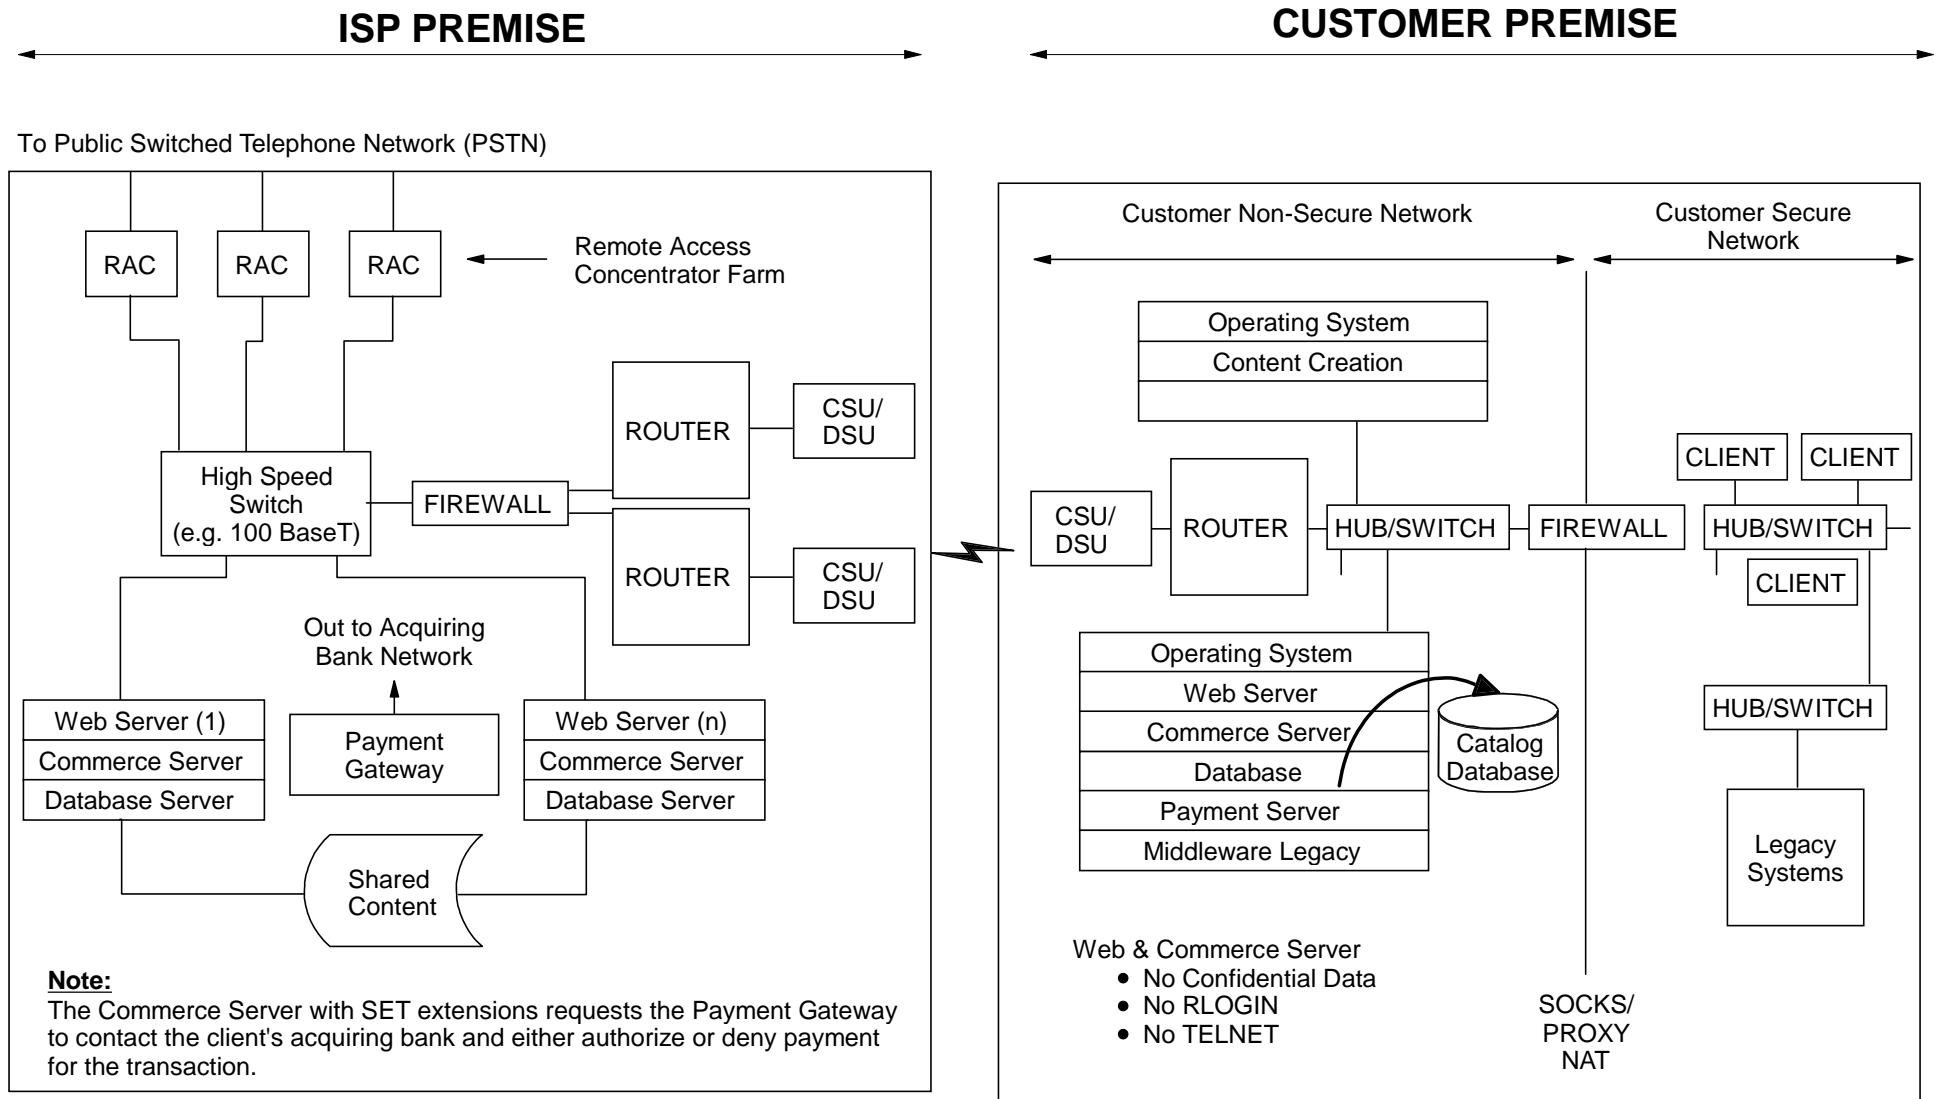 ISP PREMISE
CUSTOMER PREMISE
To Public Switched Telephone Network (PSTN)
RAC
RAC
RAC
Remote Access
Concentrator Farm
ROUTER
CSU/
DSU
High Speed
Switch
(e.g. 100 BaseT)
FIREWALL
ROUTER
CSU/
DSU
Out to Acquiring
Bank Network
Web Server (1)
Commerce Server
Database Server
Payment
Gateway
Web Server (n)
Commerce Server
Database Server
Shared
Content
Note:
The Commerce Server with SET extensions requests the Payment Gateway
to contact the client's acquiring bank and either authorize or deny payment
for the transaction.
Customer Non-Secure Network
Customer Secure
Network
Operating System
Content Creation
CSU/
DSU
ROUTER
HUB/SWITCH
FIREWALL
CLIENT
CLIENT
HUB/SWITCH
CLIENT
Operating System
Web Server
Commerce Server
Database
Payment Server
Middleware Legacy
Catalog
Database
HUB/SWITCH
Legacy
Systems
Web & Commerce Server
● No Confidential Data
● No RLOGIN
● No TELNET
SOCKS/
PROXY
NAT